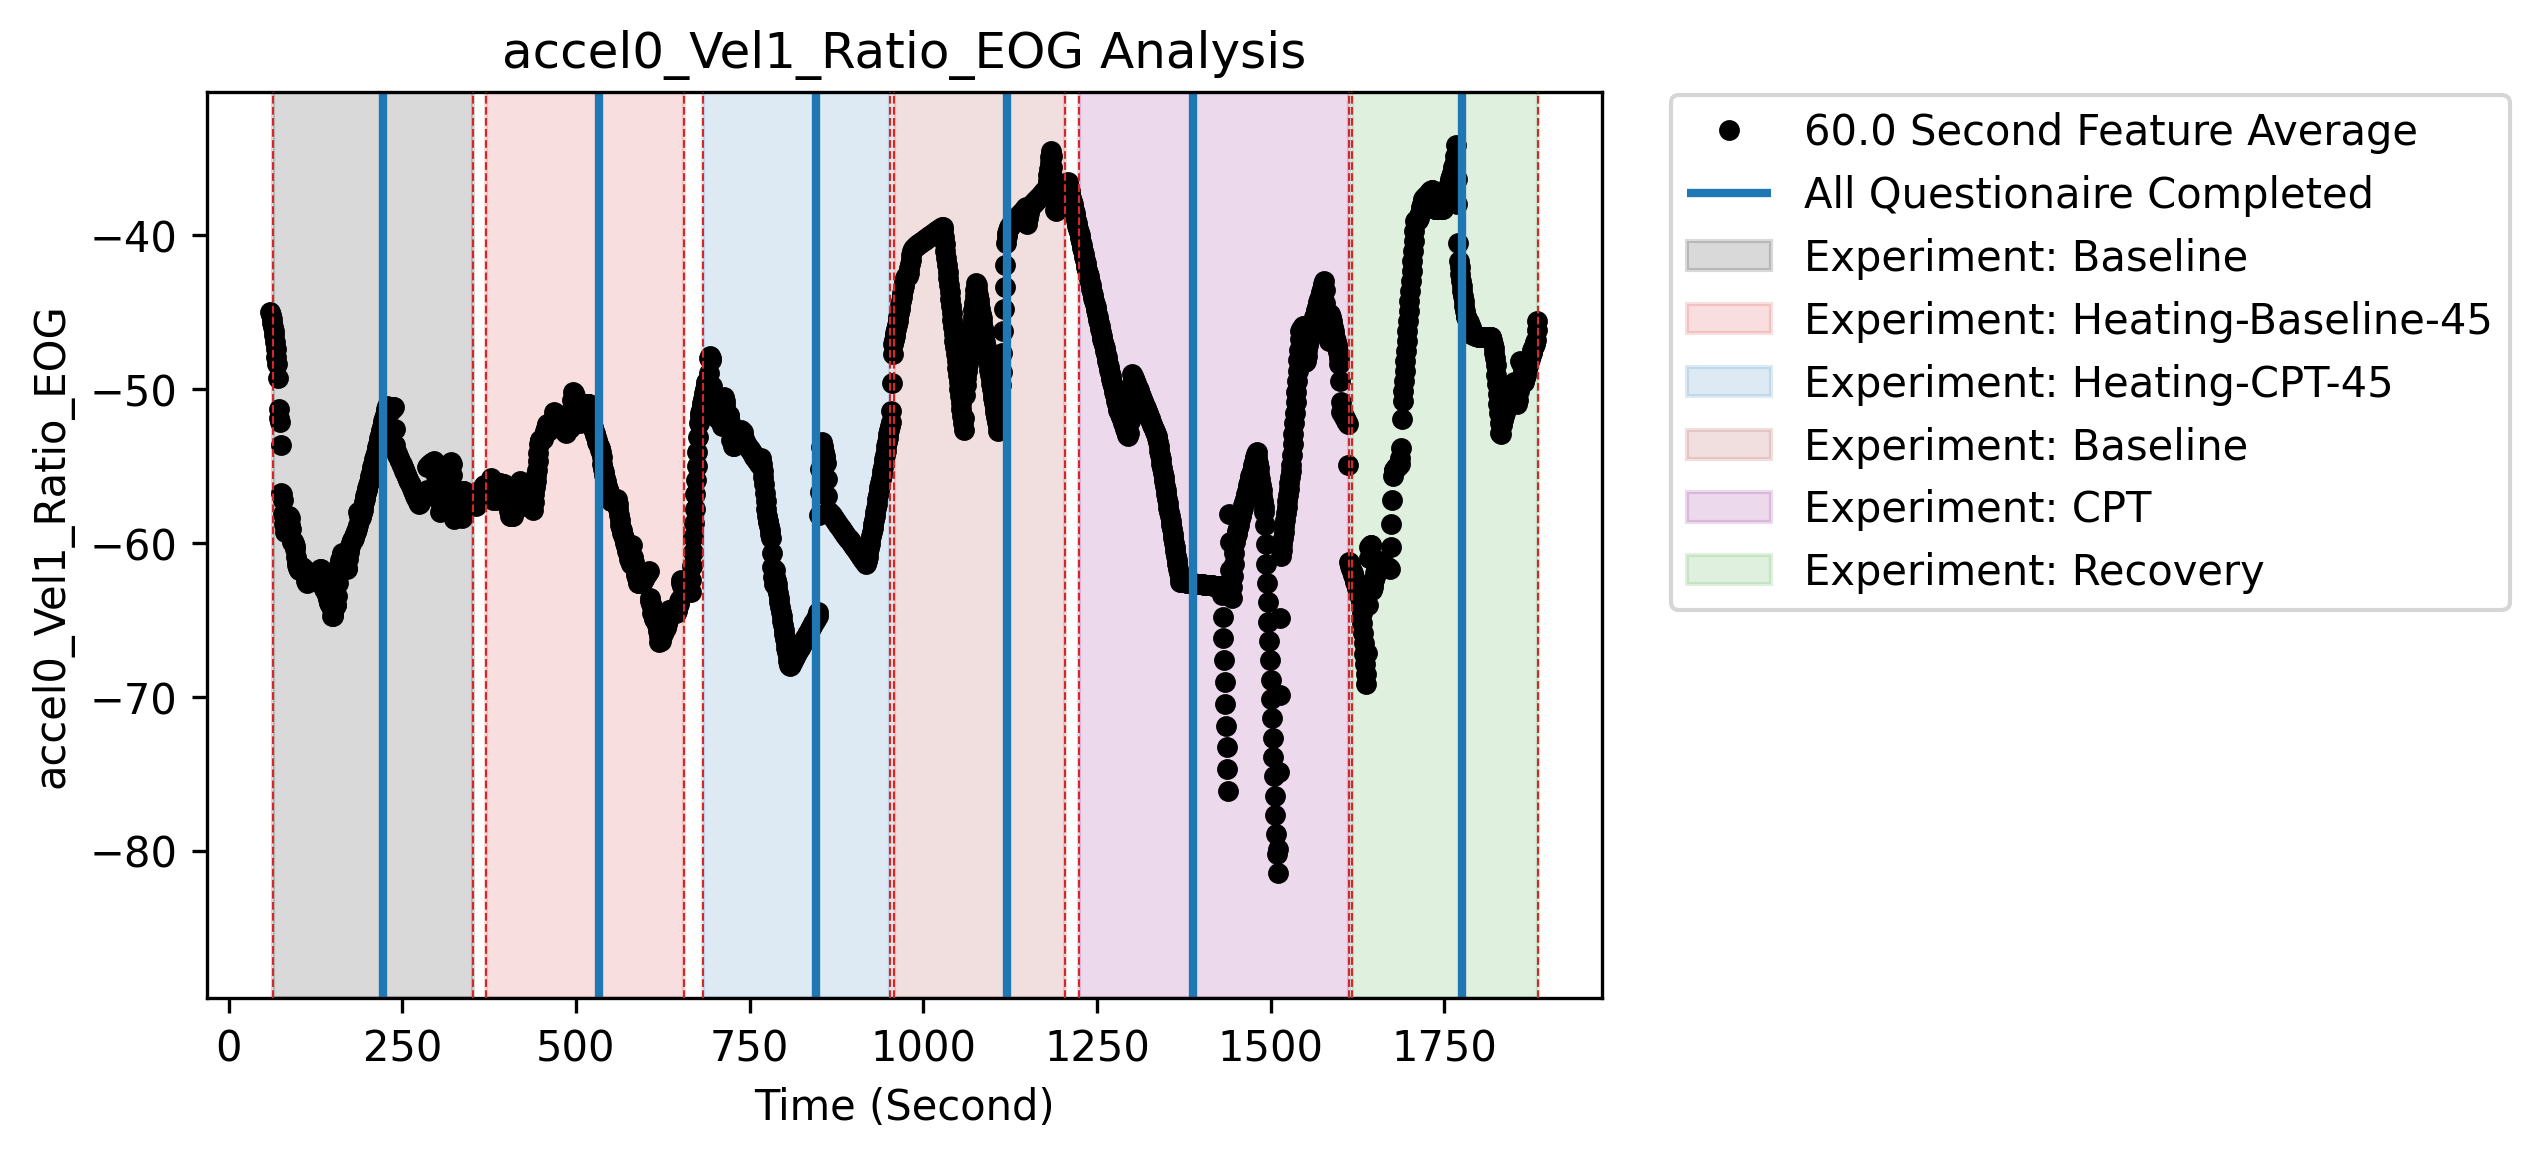 accel0_Vel1_Ratio_EOG Analysis
accel0_Vel1_Ratio_EOG
−40
−50
−60
−70
−80
0 250 500 750 1000 1250 1500 1750
Time (Second)
60.0 Second Feature Average
All Questionaire Completed
Experiment: Baseline
Experiment: Heating-Baseline-45
Experiment: Heating-CPT-45
Experiment: Baseline
Experiment: CPT
Experiment: Recovery